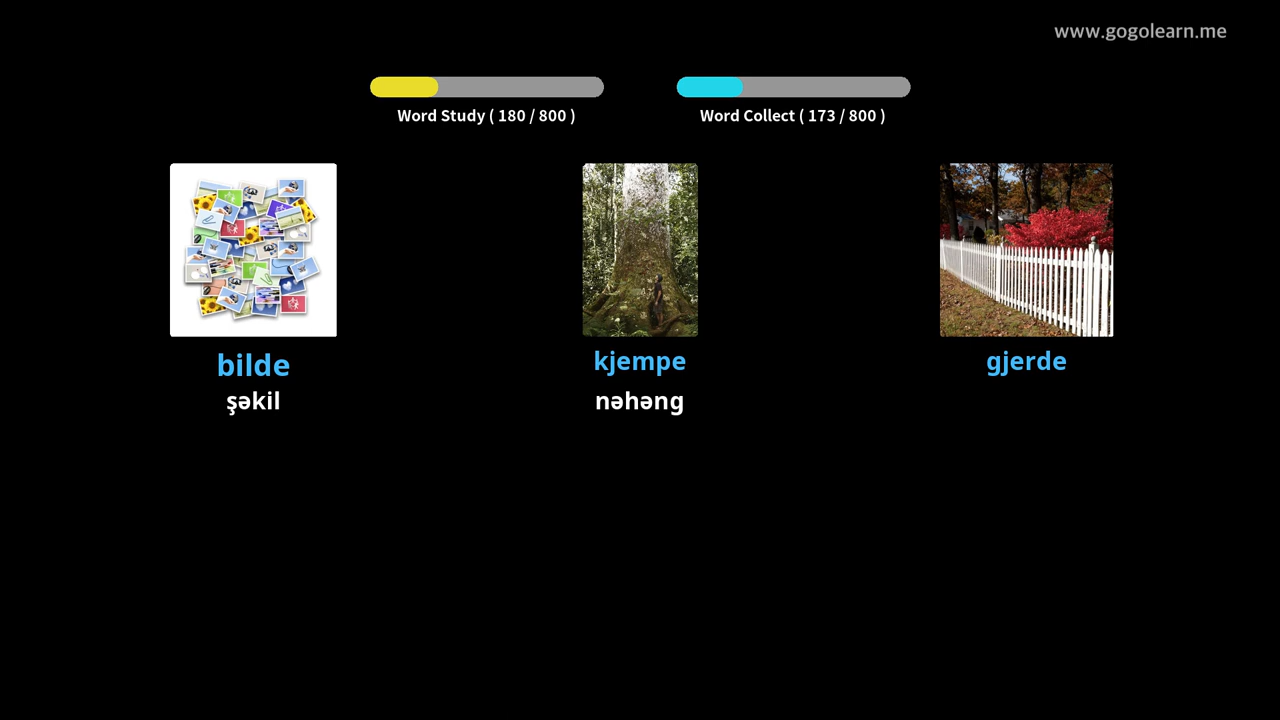 www.gogolearn.me
Word Study ( 180 / 800 )
Word Collect ( 173 / 800 )
bilde
şəkil
kjempe
nəhəng
gjerde